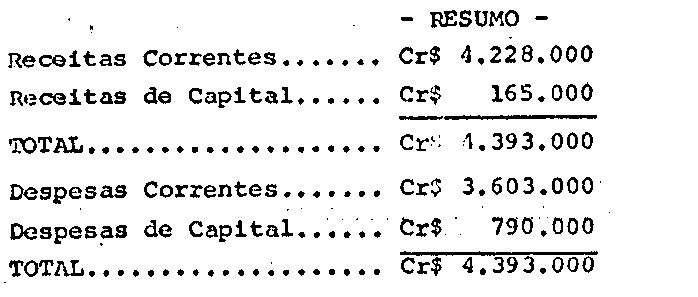 - RESUMO -
Receitas Correntes....... Cr$ 4.228.000
Receitas de Capital...... Cr$ 165.000
TOTAL.................... Cr$ 4.393.000
Despesas Correntes....... Cr$ 3.603.000
Despesas de Capital...... Cr$ 790.000
TOTAL.................... Cr$ 4.393.000